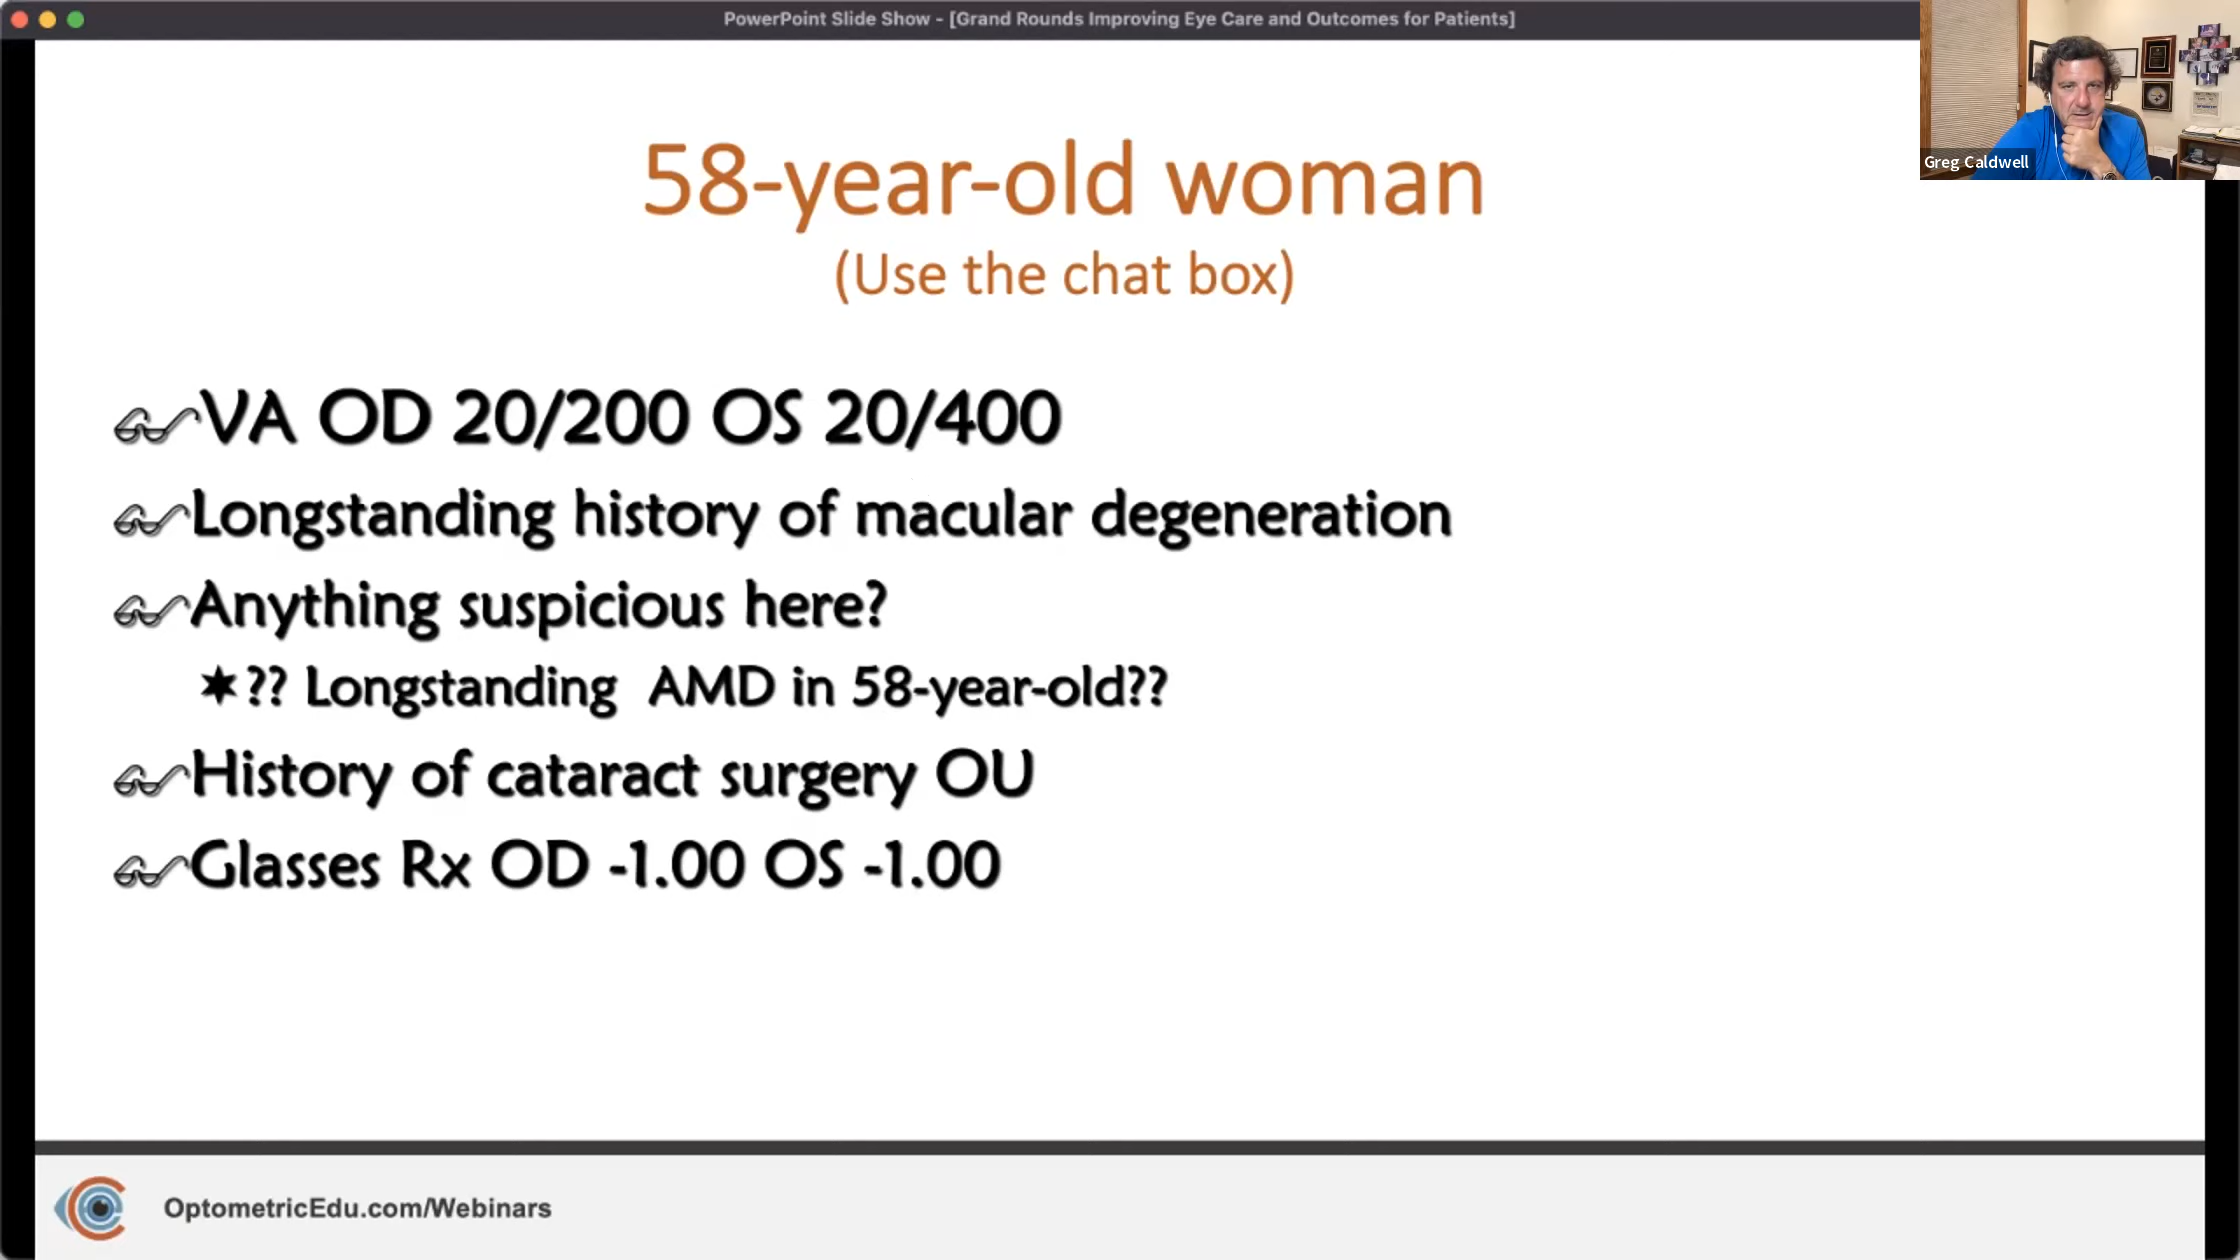 PowerPoint Slide Show - [Grand Rounds Improving Eye Care and Outcomes for Patients]
Greg Caldwell
58-year-old woman
(Use the chat box)
VA OD 20/200 OS 20/400
Longstanding history of macular degeneration
Anything suspicious here?
?? Longstanding AMD in 58-year-old??
History of cataract surgery OU
Glasses Rx OD -1.00 OS -1.00
OptometricEdu.com/Webinars